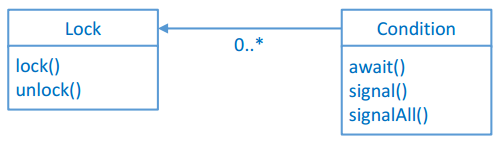 Lock
lock()
unlock()
0..*
Condition
await()
signal()
signalAll()